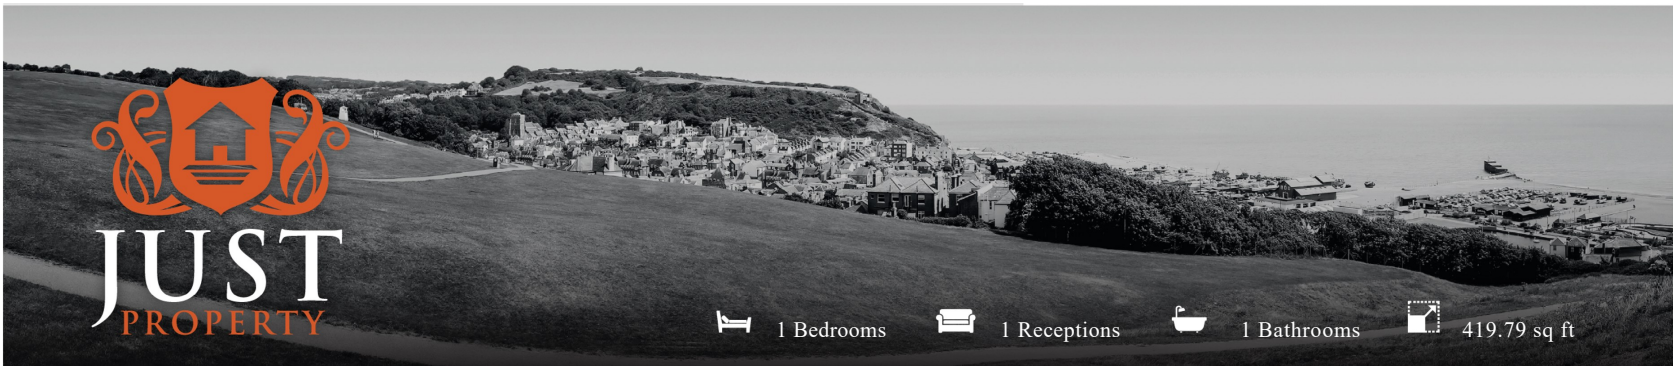 JUST
PROPERTY
1 Bedrooms
1 Receptions
1 Bathrooms
419.79 sq ft